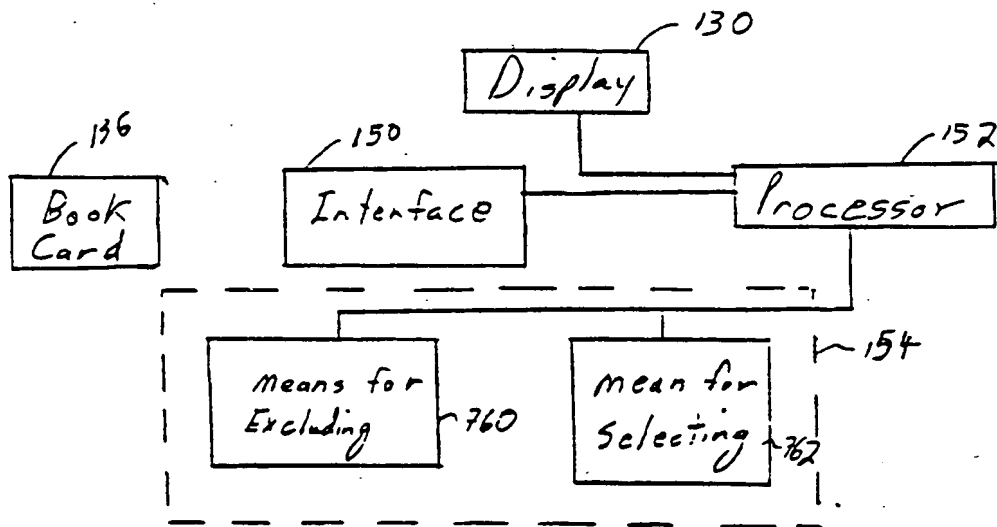 130
Display
136
150
152
Book
Card
Interface
Processor
154
means for
Excluding
760
mean for
Selecting
762